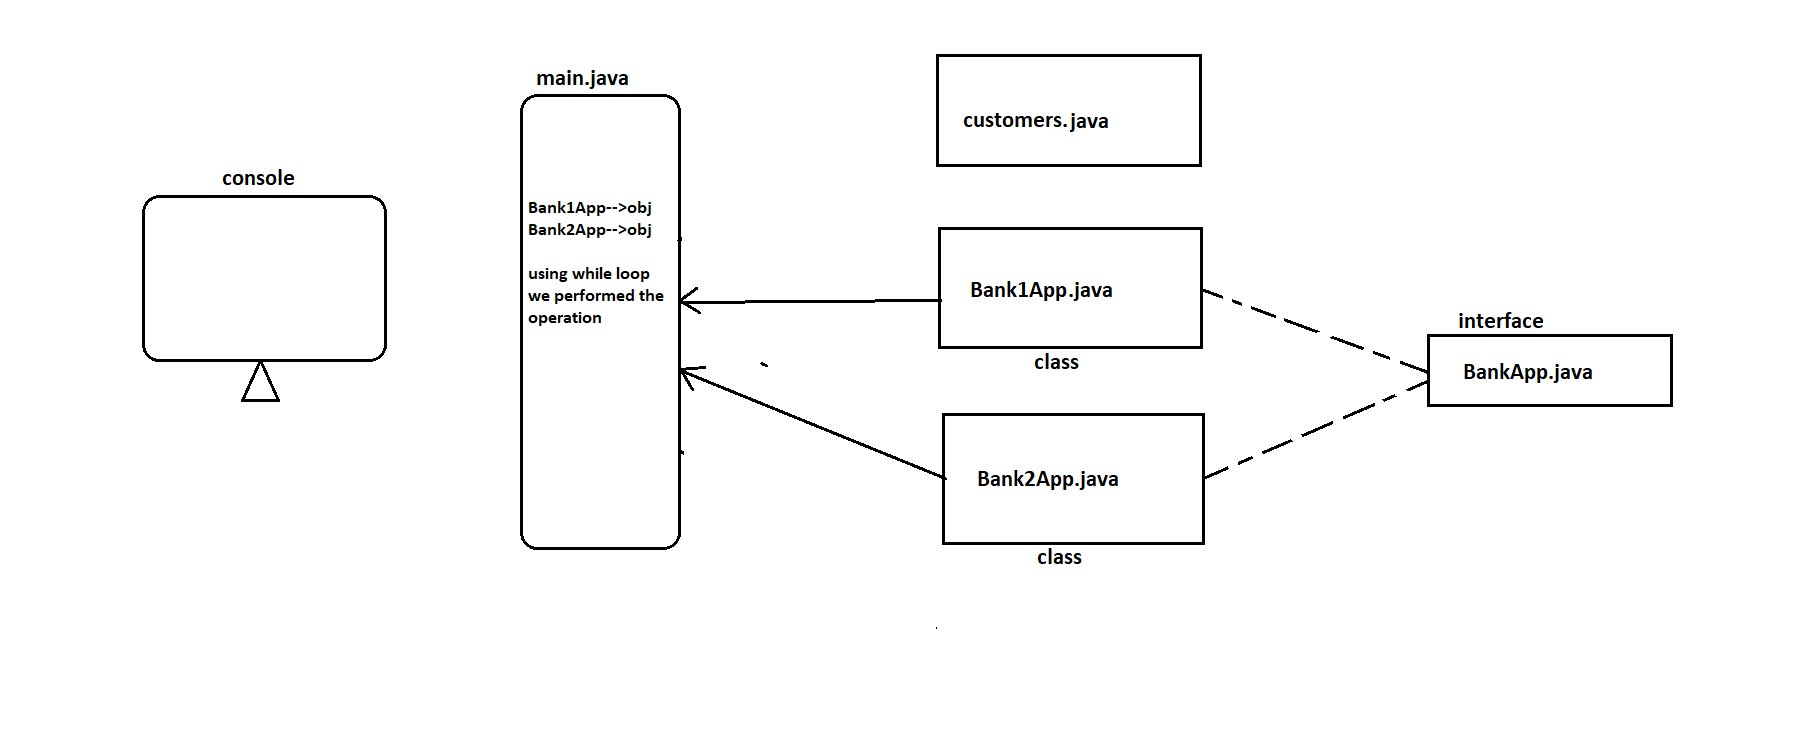 console
main.java
Bank1App-->obj
Bank2App-->obj
using while loop
we performed the
operation
customers.java
Bank1App.java
class
Bank2App.java
class
interface
BankApp.java